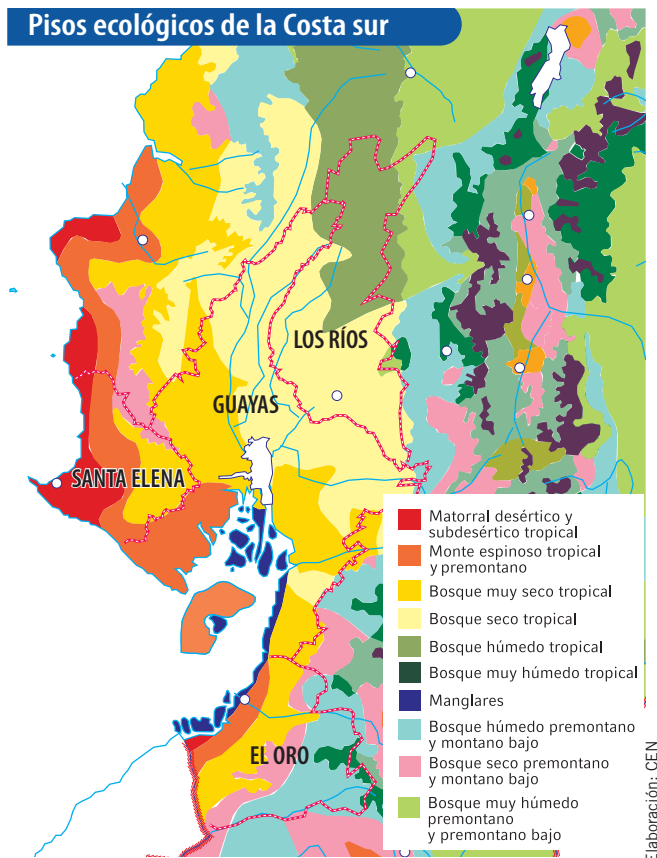 Pisos ecológicos de la Costa sur
LOS RÍOS
GUAYAS
SANTA ELENA
EL ORO
Matorral desértico y
subdesértico tropical
Monte espinoso tropical
y premontano
Bosque muy seco tropical
Bosque seco tropical
Bosque húmedo tropical
Bosque muy húmedo tropical
Manglares
Bosque húmedo premontano
y montano bajo
Bosque seco premontano
y montano bajo
Bosque muy húmedo
premontano
y premontano bajo
Elaboración: CEN